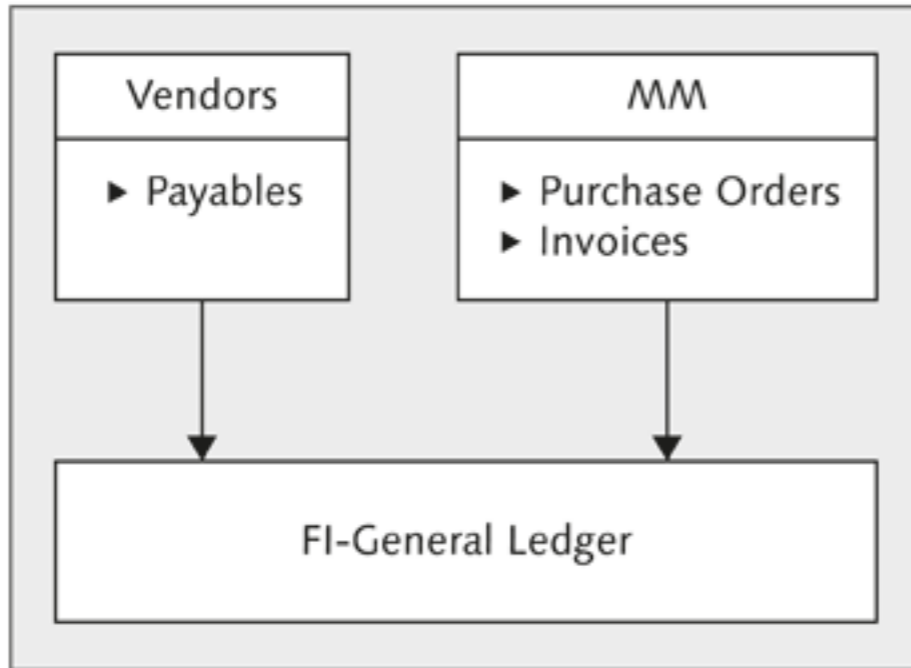 Vendors
► Payables
MM
► Purchase Orders
► Invoices
FI-General Ledger